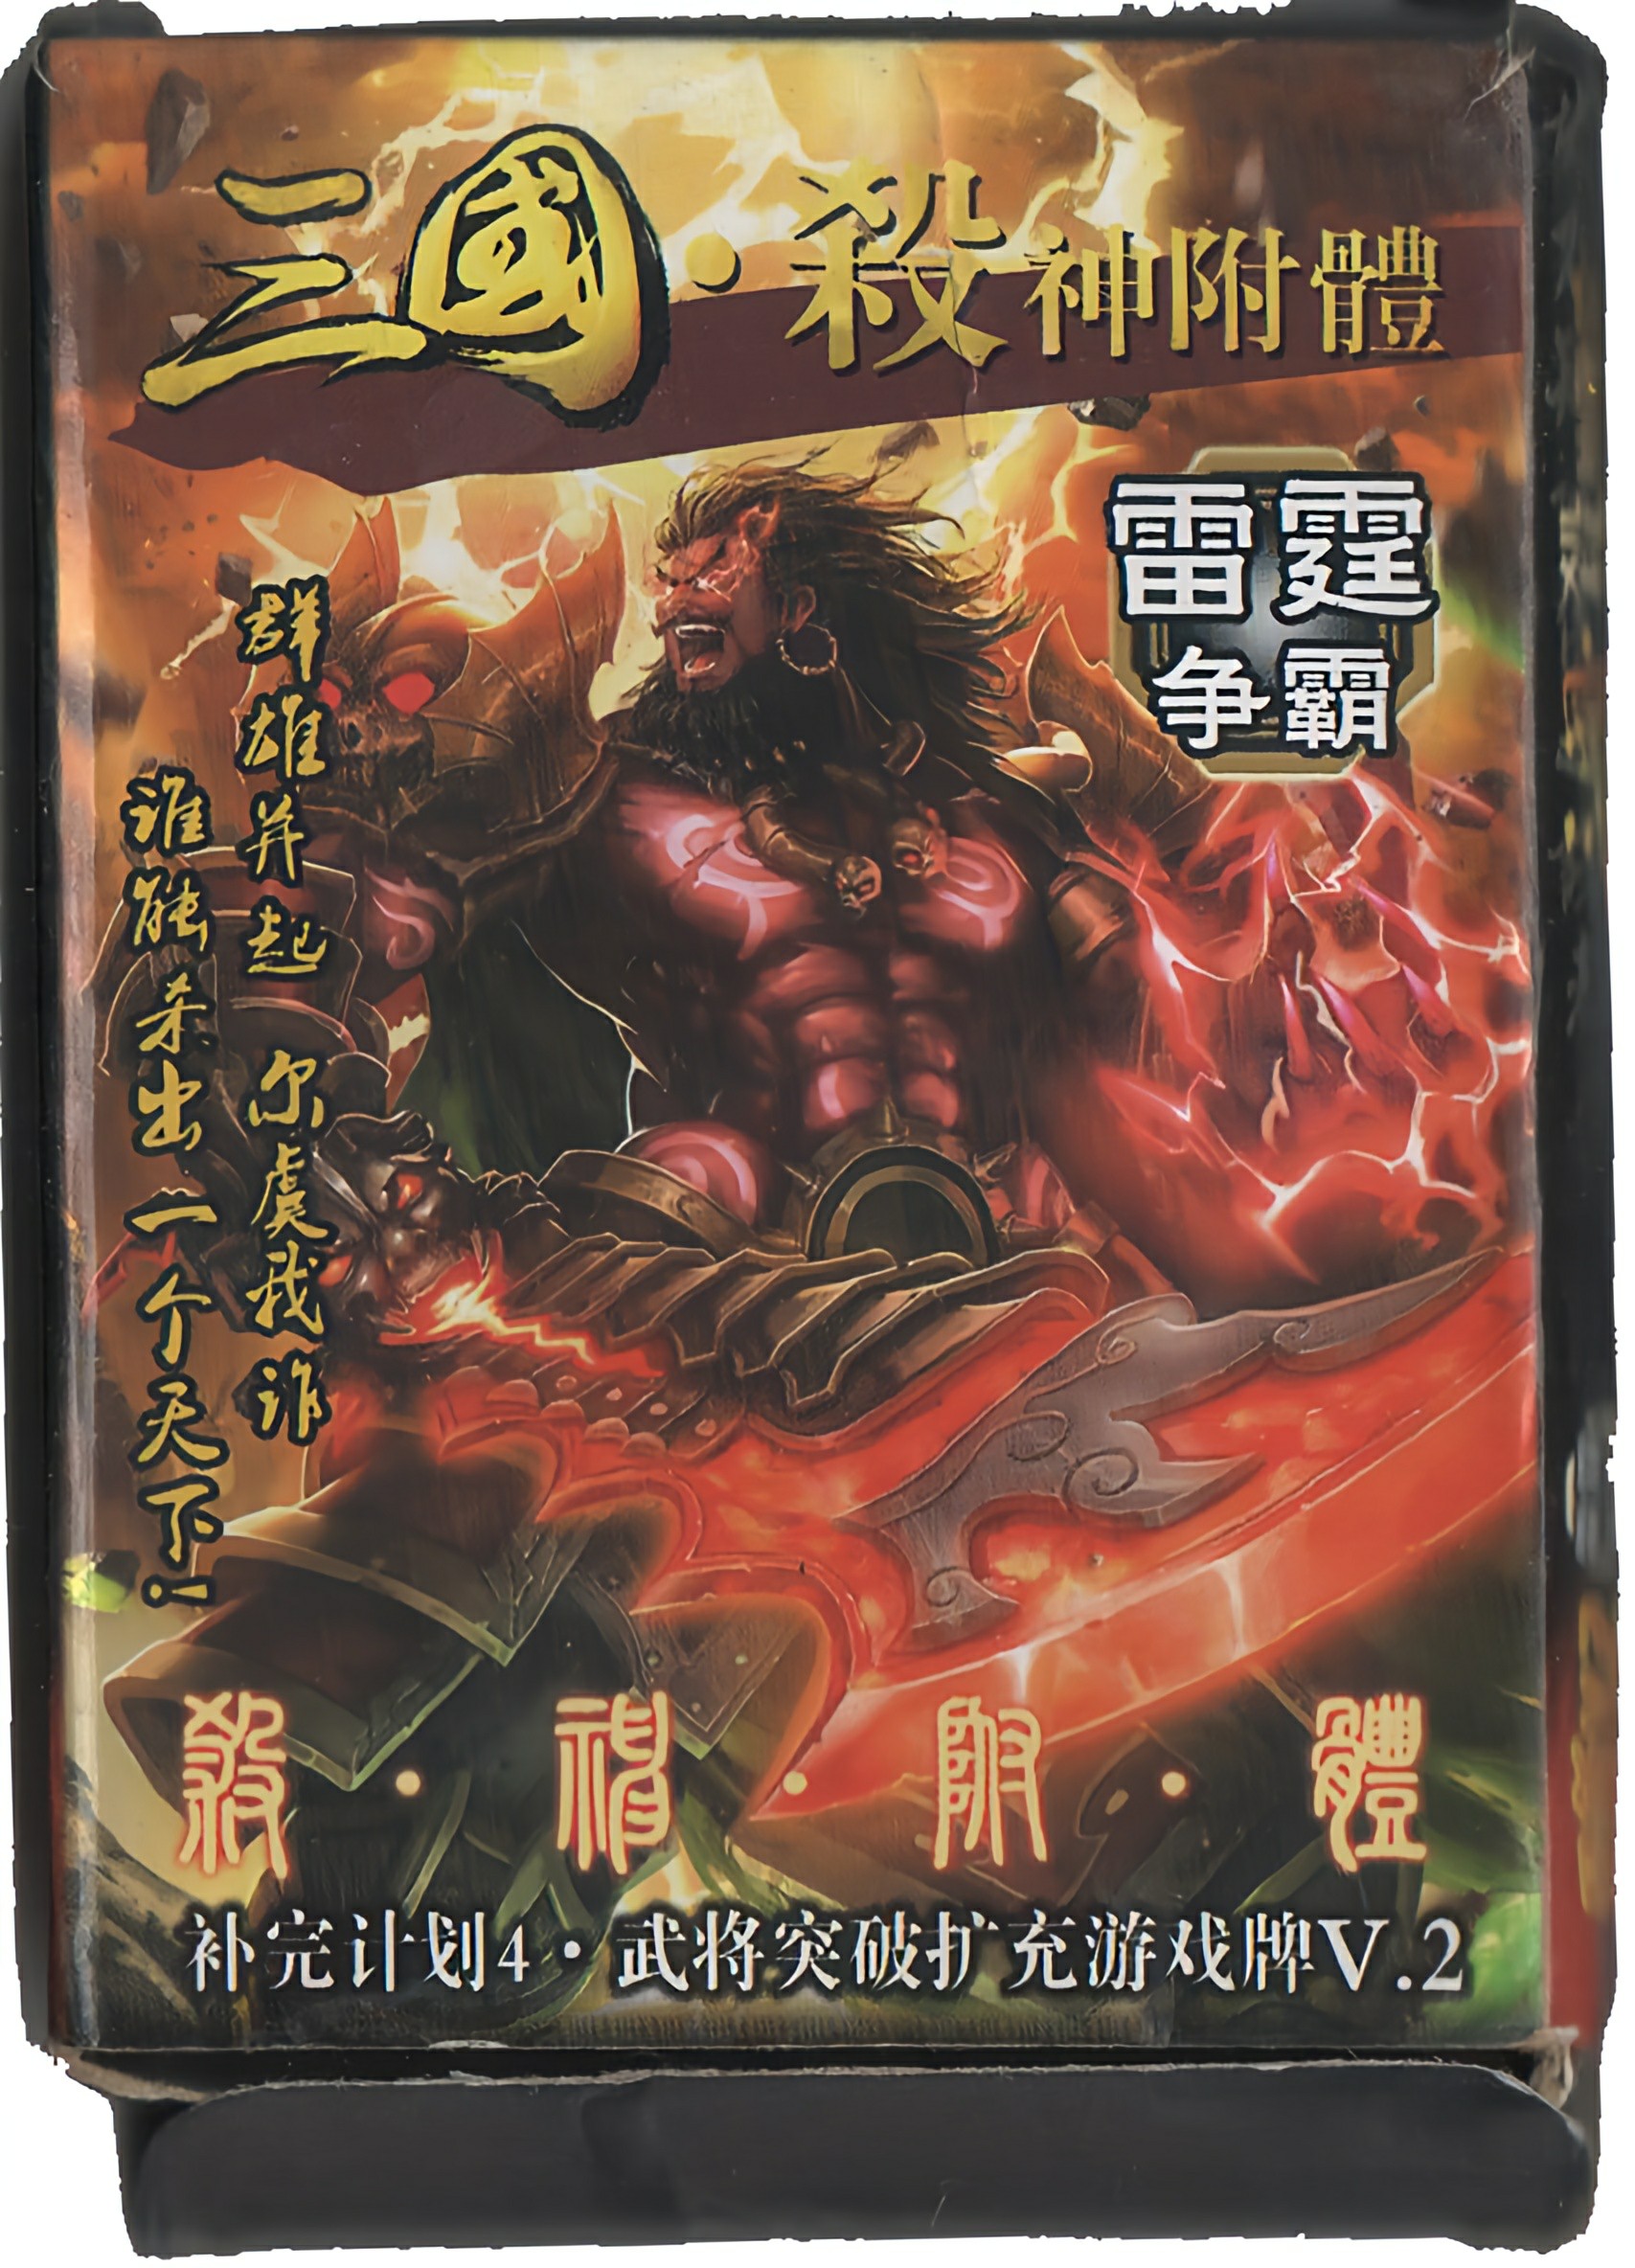 三國·殺神附體
雷霆
争霸
群雄并起 尔虞我诈
谁能杀出一个天下!
殺·神·附·體
补完计划4·武将突破扩充游戏牌V.2